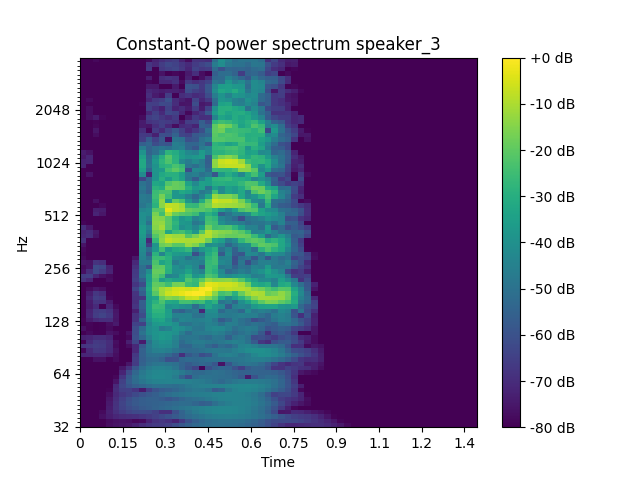 Constant-Q power spectrum speaker_3
Hz
2048
1024
512
256
128
64
32
0 0.15 0.3 0.45 0.6 0.75 0.9 1.1 1.2 1.4
Time
+0 dB
-10 dB
-20 dB
-30 dB
-40 dB
-50 dB
-60 dB
-70 dB
-80 dB